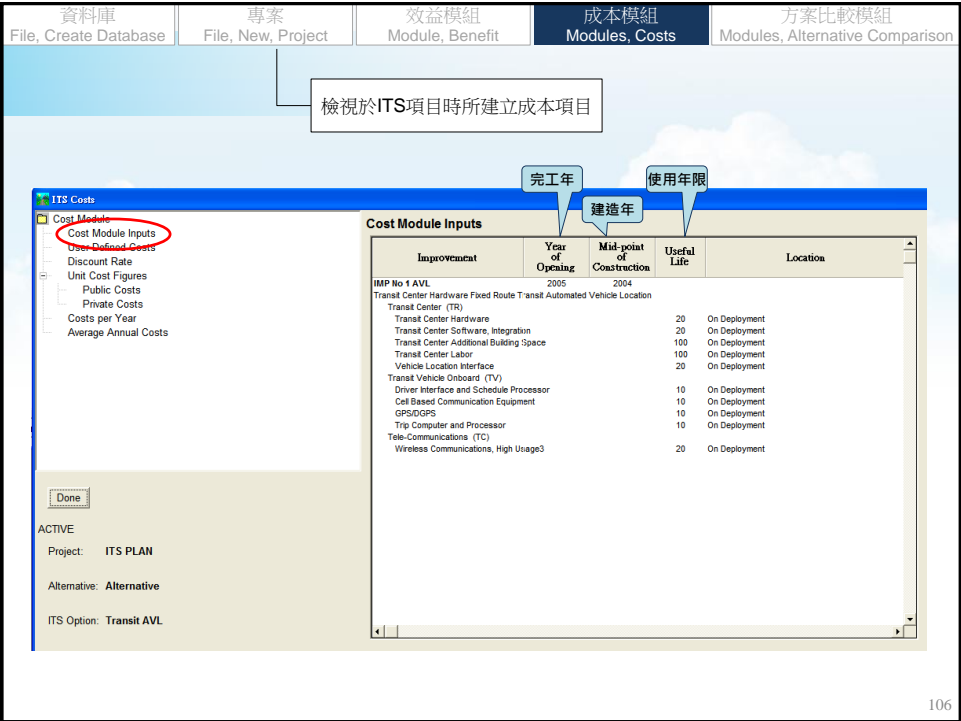 資料庫
File, Create Database
專案
File, New, Project
效益模組
Module, Benefit
成本模組
Modules, Costs
方案比較模組
Modules, Alternative Comparison
檢視於ITS項目時所建立成本項目
完工年
建造年
使用年限
ITS Costs
Cost Module
Cost Module Inputs
User Defined Costs
Discount Rate
Unit Cost Figures
Public Costs
Private Costs
Costs per Year
Average Annual Costs
Done
ACTIVE
Project: ITS PLAN
Alternative: Alternative
ITS Option: Transit AVL
Cost Module Inputs
Improvement
Year of Opening
Mid-point of Construction
Useful Life
Location
IMP No 1 AVL 2005 2004
Transit Center Hardware Fixed Route Transit Automated Vehicle Location
Transit Center (TR)
Transit Center Hardware 20 On Deployment
Transit Center Software, Integration 20 On Deployment
Transit Center Additional Building Space 100 On Deployment
Transit Center Labor 100 On Deployment
Vehicle Location Interface 20 On Deployment
Transit Vehicle Onboard (TV)
Driver Interface and Schedule Processor 10 On Deployment
Cell Based Communication Equipment 10 On Deployment
GPS/DGPS 10 On Deployment
Trip Computer and Processor 10 On Deployment
Tele-Communications (TC)
Wireless Communications, High Usage3 20 On Deployment
106